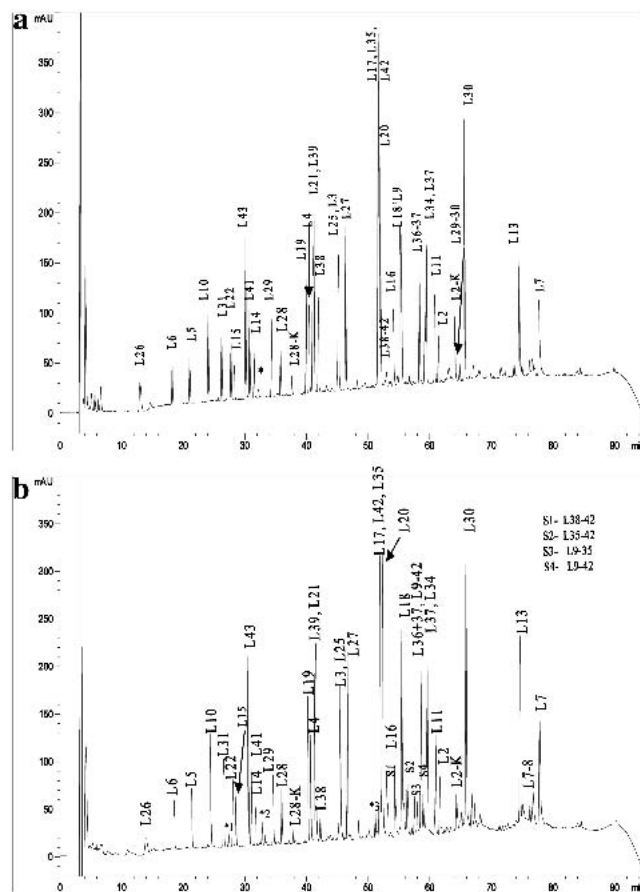 a
mAU
350
300
250
200
150
100
50
0
L17, L35,
L42
L20
L30
L43
L21, L39
L4
L19
L38
L25, L3
L27
L18/L9
L36-37
L34, L37
L29-30
L2-K
L13
L7
L10
L31
L22
L41
L15
L14
*
L29
L28
L28-K
L16
L38-42
L11
L2
L26
L6
L5
0 10 20 30 40 50 60 70 80 90 mi
b
mAU
350
300
250
200
150
100
50
0
L17, L42, L35
L20
L30
S1- L38-42
S2- L35-42
S3- L9-35
S4- L9-42
L43
L39, L21
L19
L4
L3, L25
L27
L18
L36+37, L9-42
L37, L34
L13
L7
L10
L31
L22
L15
L41
L14
L29
L28
L28-K
L38
L16
S1
S2
S3
S4
L11
L2
L2-K
L7-8
L26
L6
L5
*1
*2
*3
0 10 20 30 40 50 60 70 80 90 mi